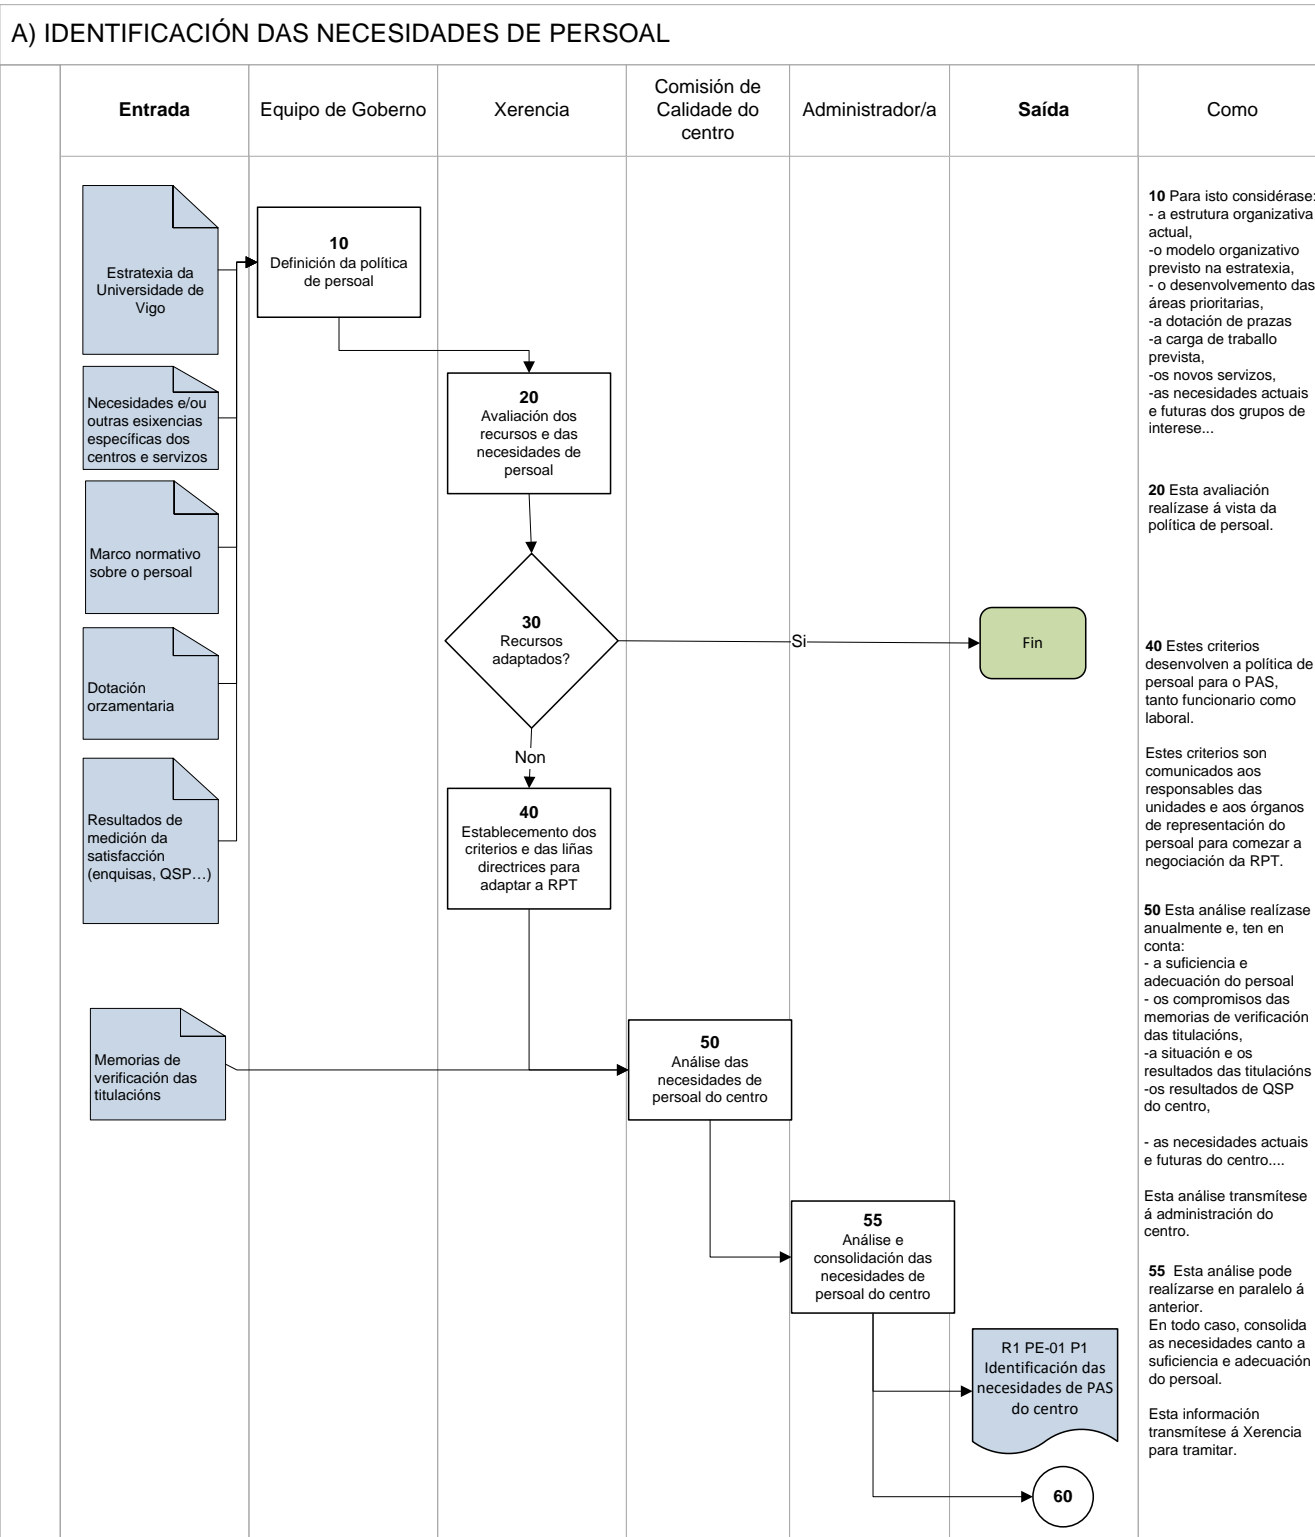 A) IDENTIFICACIÓN DAS NECESIDADES DE PERSOAL
Entrada
Equipo de Goberno
Xerencia
Comisión de
Calidade do
centro
Administrador/a
Saída
Como
Estratexia da
Universidade de
Vigo
Necesidades e/ou
outras esixencias
específicas dos
centros e servizos
Marco normativo
sobre o persoal
Dotación
orzamentaria
Resultados de
medición da
satisfacción
(enquisas, QSP…)
Memorias de
verificación das
titulacións
10
Definición da política
de persoal
20
Avaliación dos
recursos e das
necesidades de
persoal
30
Recursos
adaptados?
Si
Fin
Non
40
Establecemento dos
criterios e das liñas
directrices para
adaptar a RPT
50
Análise das
necesidades de
persoal do centro
55
Análise e
consolidación das
necesidades de
persoal do centro
R1 PE-01 P1
Identificación das
necesidades de PAS
do centro
60
10 Para isto considérase:
- a estrutura organizativa
actual,
-o modelo organizativo
previsto na estratexia,
- o desenvolvemento das
áreas prioritarias,
-a dotación de prazas
-a carga de traballo
prevista,
-os novos servizos,
-as necesidades actuais
e futuras dos grupos de
interese...
20 Esta avaliación
realízase á vista da
política de persoal.
40 Estes criterios
desenvolven a política de
persoal para o PAS,
tanto funcionario como
laboral.
Estes criterios son
comunicados aos
responsables das
unidades e aos órganos
de representación do
persoal para comezar a
negociación da RPT.
50 Esta análise realízase
anualmente e, ten en
conta:
- a suficiencia e
adecuación do persoal
- os compromisos das
memorias de verificación
das titulacións,
-a situación e os
resultados das titulacións
-os resultados de QSP
do centro,
- as necesidades actuais
e futuras do centro....
Esta análise transmítese
á administración do
centro.
55 Esta análise pode
realizarse en paralelo á
anterior.
En todo caso, consolida
as necesidades canto a
suficiencia e adecuación
do persoal.
Esta información
transmítese á Xerencia
para tramitar.